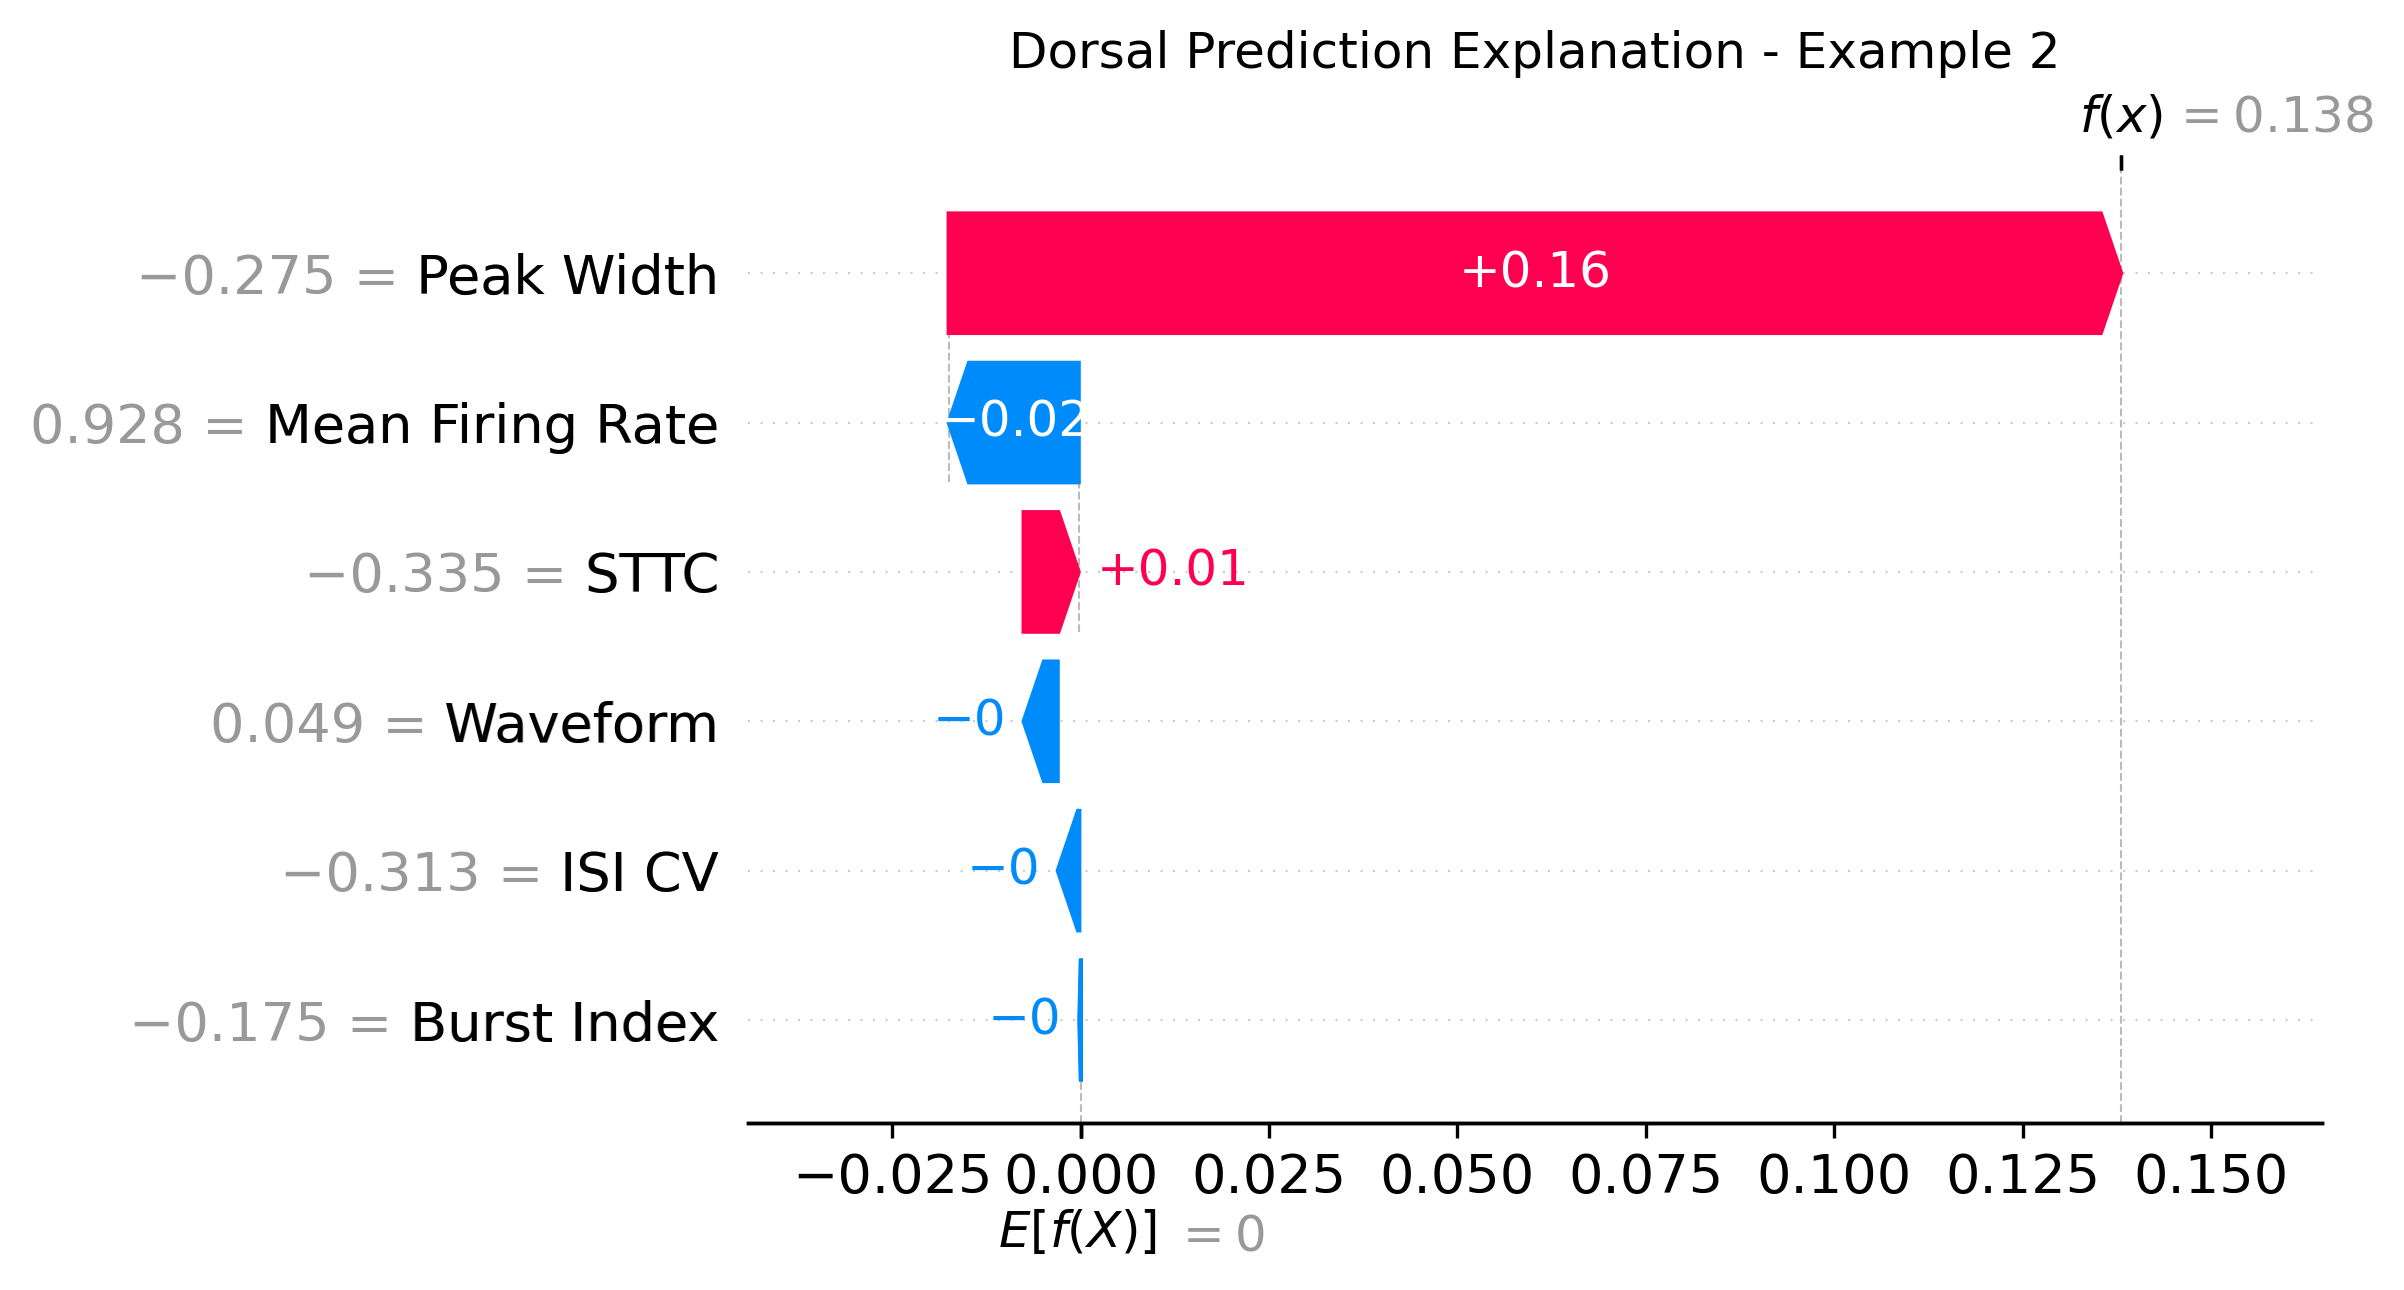 Dorsal Prediction Explanation - Example 2
f(x) = 0.138
−0.275 = Peak Width
+0.16
0.928 = Mean Firing Rate
−0.02
−0.335 = STTC
+0.01
0.049 = Waveform
−0
−0.313 = ISI CV
−0
−0.175 = Burst Index
−0
−0.025 0.000 0.025 0.050 0.075 0.100 0.125 0.150
E[f(X)] = 0